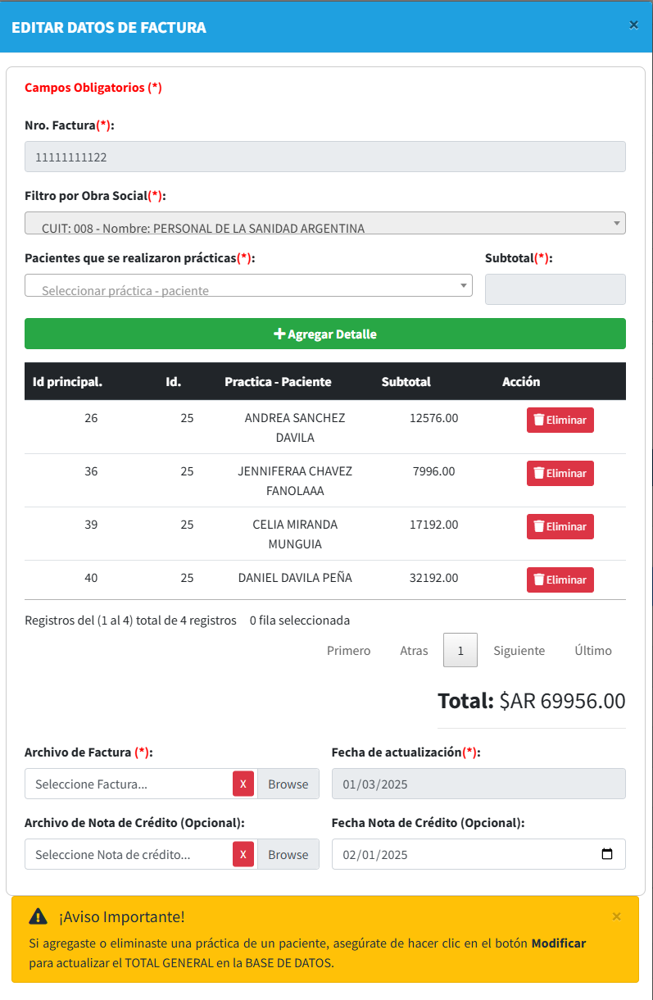 EDITAR DATOS DE FACTURA ×
Campos Obligatorios (*)
Nro. Factura(*):
11111111122
Filtro por Obra Social(*):
CUIT: 008 - Nombre: PERSONAL DE LA SANIDAD ARGENTINA
Pacientes que se realizaron prácticas(*): Subtotal(*):
Seleccionar práctica - paciente
Agregar Detalle
Id principal. Id. Practica - Paciente Subtotal Acción
26 25 ANDREA SANCHEZ 12576.00 Eliminar
DAVILA
36 25 JENNIFERAA CHAVEZ 7996.00 Eliminar
FANOLAAA
39 25 CELIA MIRANDA 17192.00 Eliminar
MUNGUIA
40 25 DANIEL DAVILA PEÑA 32192.00 Eliminar
Registros del (1 al 4) total de 4 registros 0 fila seleccionada
Primero Atras 1 Siguiente Último
Total: $AR 69956.00
Archivo de Factura (*): Fecha de actualización(*):
Seleccione Factura... X Browse 01/03/2025
Archivo de Nota de Crédito (Opcional): Fecha Nota de Crédito (Opcional):
Seleccione Nota de crédito... X Browse 02/01/2025
¡Aviso Importante! ×
Si agregaste o eliminaste una práctica de un paciente, asegúrate de hacer clic en el botón Modificar
para actualizar el TOTAL GENERAL en la BASE DE DATOS.